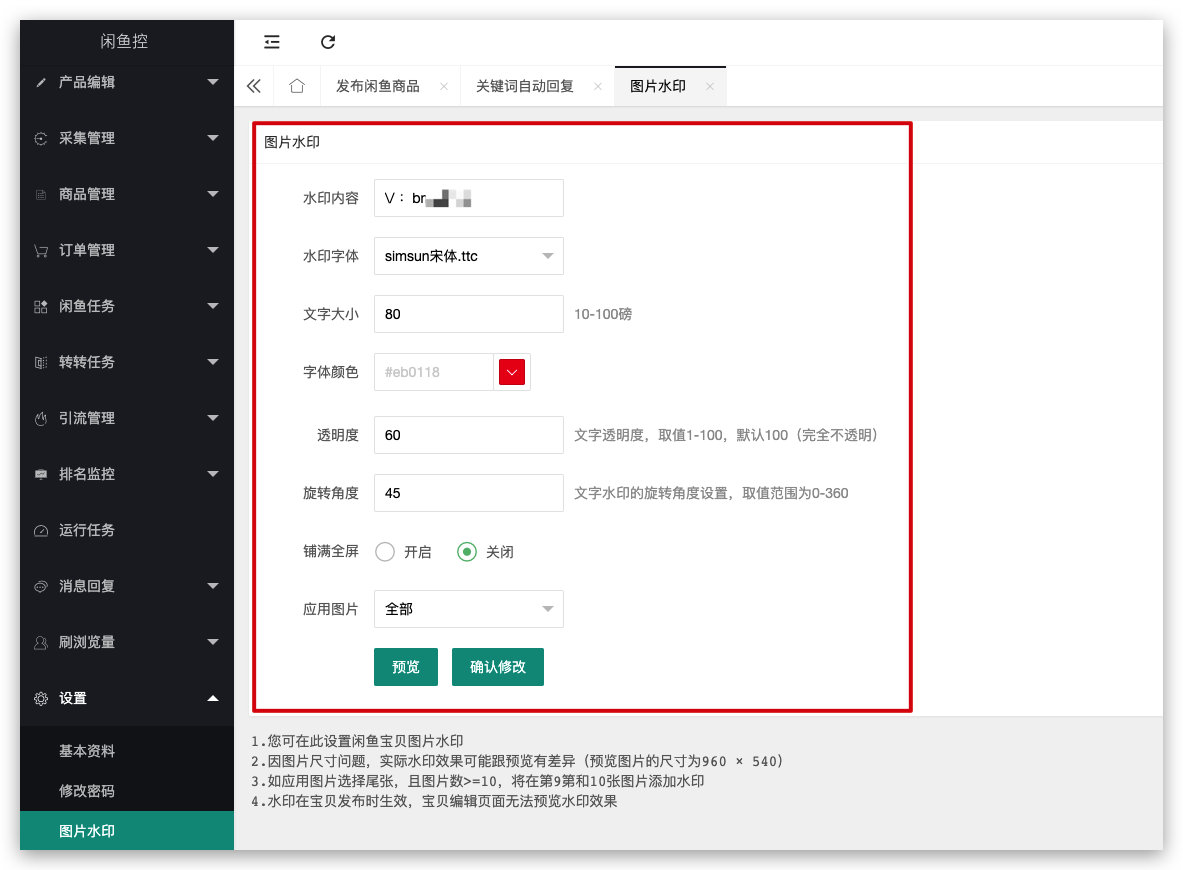 闲鱼控
产品编辑
采集管理
商品管理
订单管理
闲鱼任务
转转任务
引流管理
排名监控
运行任务
消息回复
刷浏览量
设置
基本资料
修改密码
图片水印
发布闲鱼商品 × 关键词自动回复 × 图片水印 ×
图片水印
水印内容 V： br
水印字体 simsun宋体.ttc
文字大小 80 10-100磅
字体颜色 #eb0118
透明度 60 文字透明度，取值1-100，默认100（完全不透明）
旋转角度 45 文字水印的旋转角度设置，取值范围为0-360
铺满全屏 开启 关闭
应用图片 全部
预览 确认修改
1.您可在此设置闲鱼宝贝图片水印
2.因图片尺寸问题，实际水印效果可能跟预览有差异（预览图片的尺寸为960 × 540）
3.如应用图片选择尾张，且图片数>=10，将在第9第和10张图片添加水印
4.水印在宝贝发布时生效，宝贝编辑页面无法预览水印效果